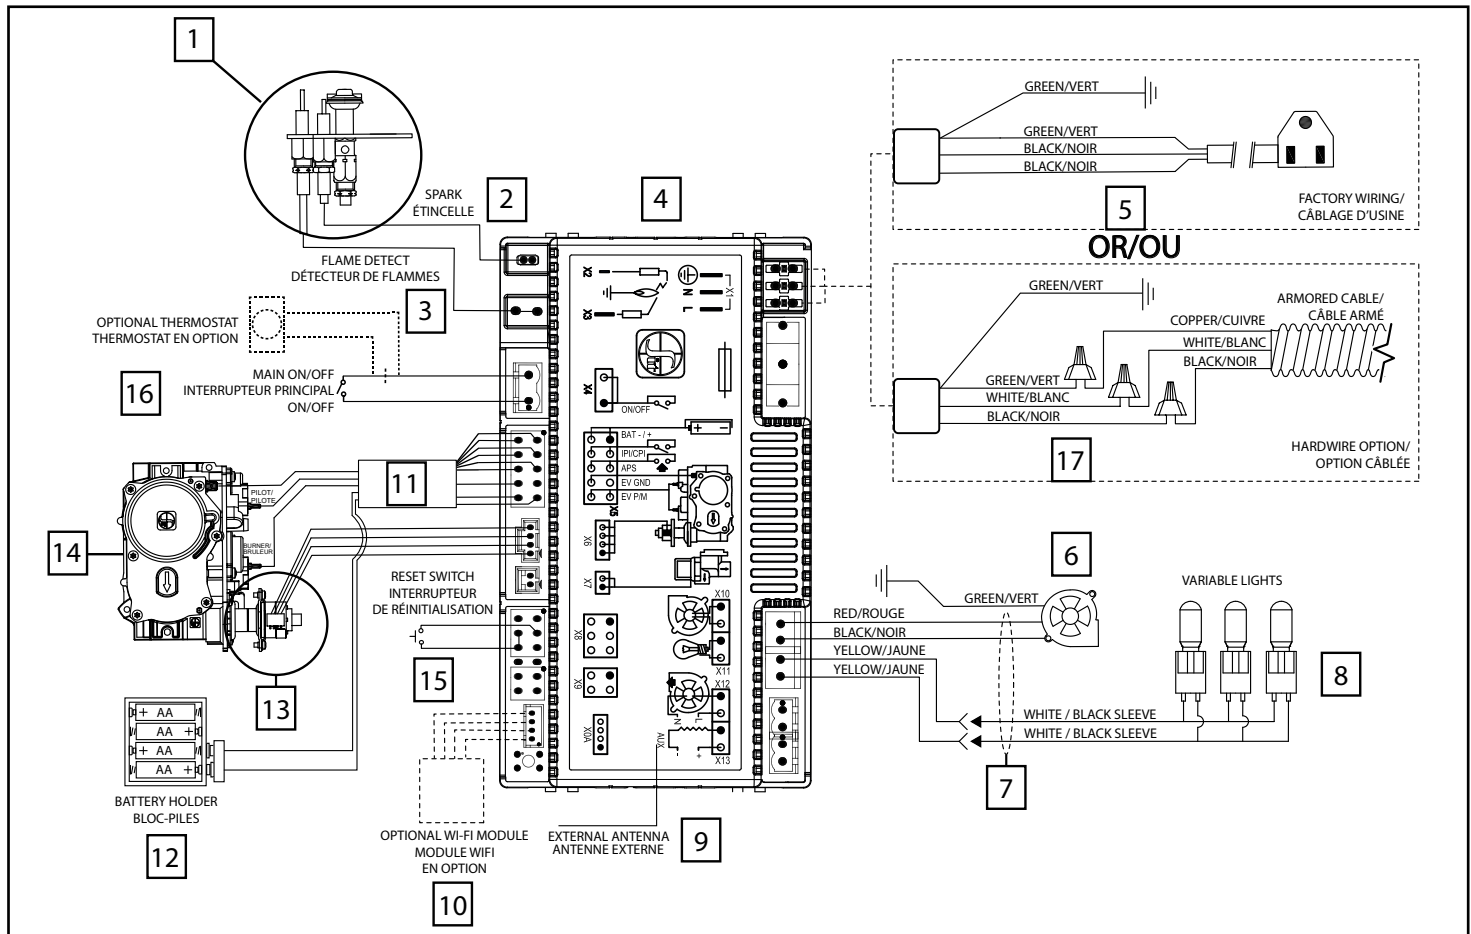 1
SPARK
ÉTINCELLE
2
4
FLAME DETECT
DÉTECTEUR DE FLAMMES
3
OPTIONAL THERMOSTAT
THERMOSTAT EN OPTION
16
MAIN ON/OFF
INTERRUPTEUR PRINCIPAL
ON/OFF
11
PILOT/
PILOTE
BURNER/
BRULEUR
14
13
RESET SWITCH
INTERRUPTEUR
DE RÉINITIALISATION
15
+ AA
AA +
+ AA
AA +
BATTERY HOLDER
BLOC-PILES
12
OPTIONAL WI-FI MODULE
MODULE WIFI
EN OPTION
10
EXTERNAL ANTENNA
ANTENNE EXTERNE
9
X2
X3
X1
N
L
X4
ON/OFF
+ −
BAT - / +
IPI/CPI
APS
EV GND
EV P/M
X5
X6
X7
X8
X9
X0A
X10
X11
X12
N
L
AUX
- +
X13
GREEN/VERT
GREEN/VERT
BLACK/NOIR
BLACK/NOIR
5
FACTORY WIRING/
CÂBLAGE D'USINE
OR/OU
GREEN/VERT
ARMORED CABLE/
CÂBLE ARMÉ
COPPER/CUIVRE
WHITE/BLANC
BLACK/NOIR
GREEN/VERT
WHITE/BLANC
BLACK/NOIR
17
HARDWIRE OPTION/
OPTION CÂBLÉE
6
GREEN/VERT
RED/ROUGE
BLACK/NOIR
YELLOW/JAUNE
YELLOW/JAUNE
VARIABLE LIGHTS
8
WHITE / BLACK SLEEVE
WHITE / BLACK SLEEVE
7